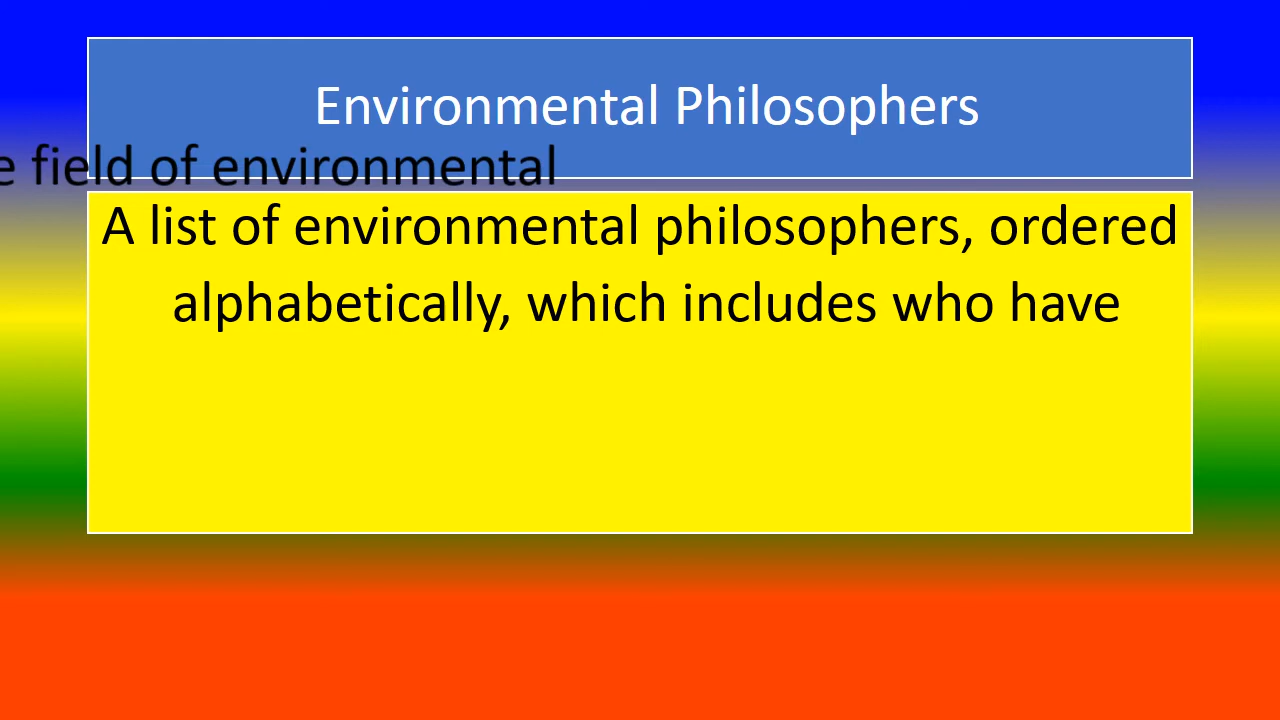 Environmental Philosophers
e field of environmental
A list of environmental philosophers, ordered
alphabetically, which includes who have